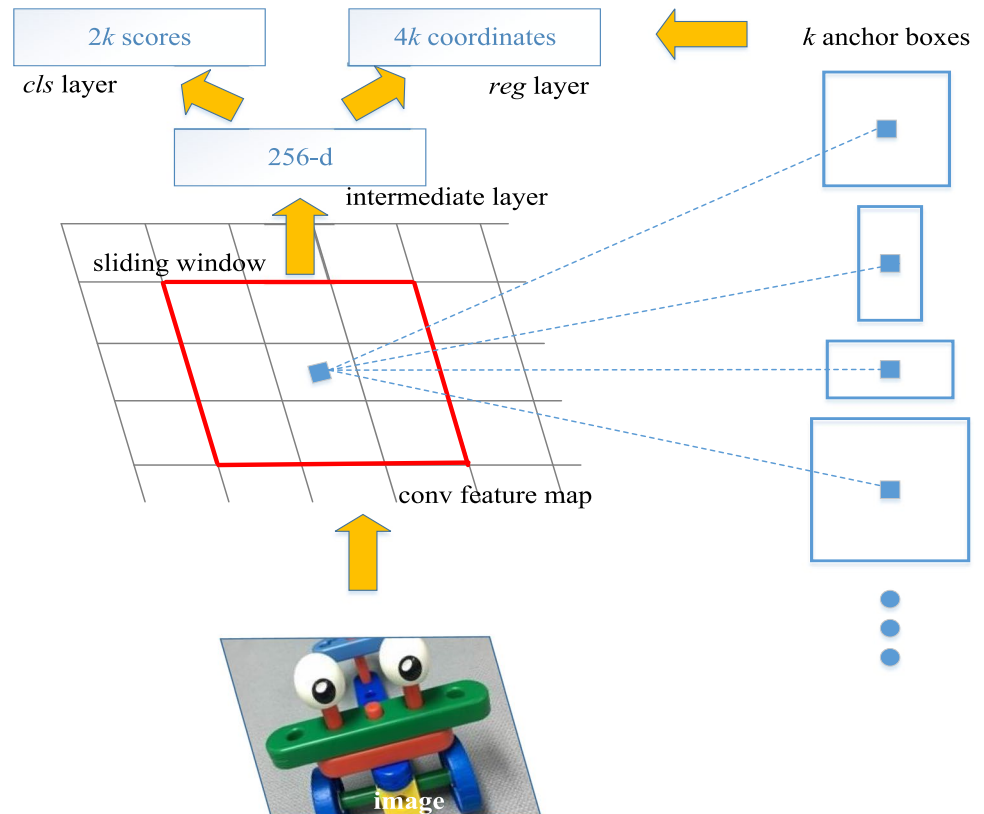 2k scores
4k coordinates
k anchor boxes
cls layer
reg layer
256-d
intermediate layer
sliding window
conv feature map
image